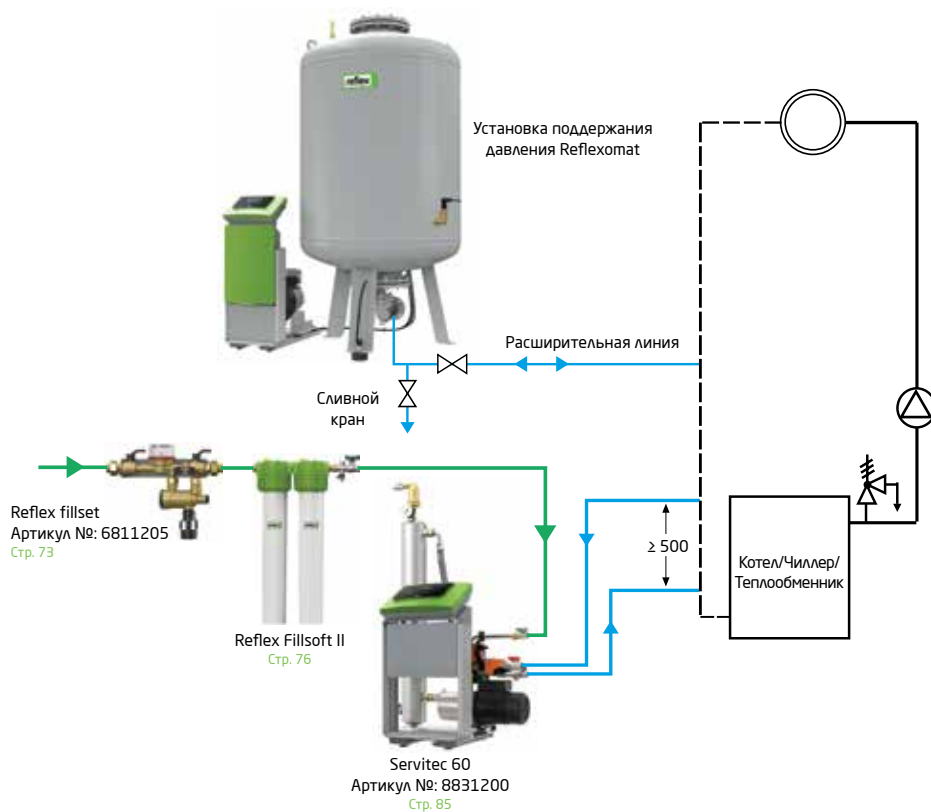 reflex
Установка поддержания
давления Reflexomat
Расширительная линия
Сливной
кран
Reflex fillset
Артикул №: 6811205
Стр. 73
Reflex Fillsoft II
Стр. 76
≥ 500
Котел/Чиллер/
Теплообменник
Servitec 60
Артикул №: 8831200
Стр. 85